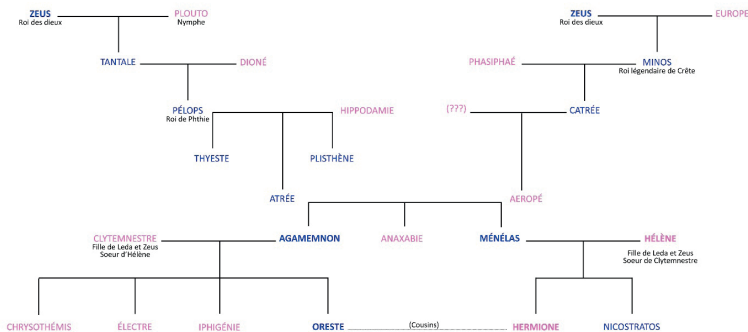 ZEUS
Roi des dieux
PLOUTO
Nymphe
ZEUS
Roi des dieux
EUROPE
TANTALE
DIONÉ
PHASIPHAÉ
MINOS
Roi légendaire de Crête
PÉLOPS
Roi de Phthie
HIPPODAMIE
(???)
CATRÉE
THYESTE
PLISTHÈNE
ATRÉE
AEROPÉ
CLYTEMNESTRE
Fille de Leda et Zeus
Soeur d'Hélène
AGAMEMNON
ANAXABIE
MÉNÉLAS
HÉLÈNE
Fille de Leda et Zeus
Soeur de Clytemnestre
CHRYSOTHÉMIS
ÉLECTRE
IPHIGÉNIE
ORESTE
(Cousins)
HERMIONE
NICOSTRATOS